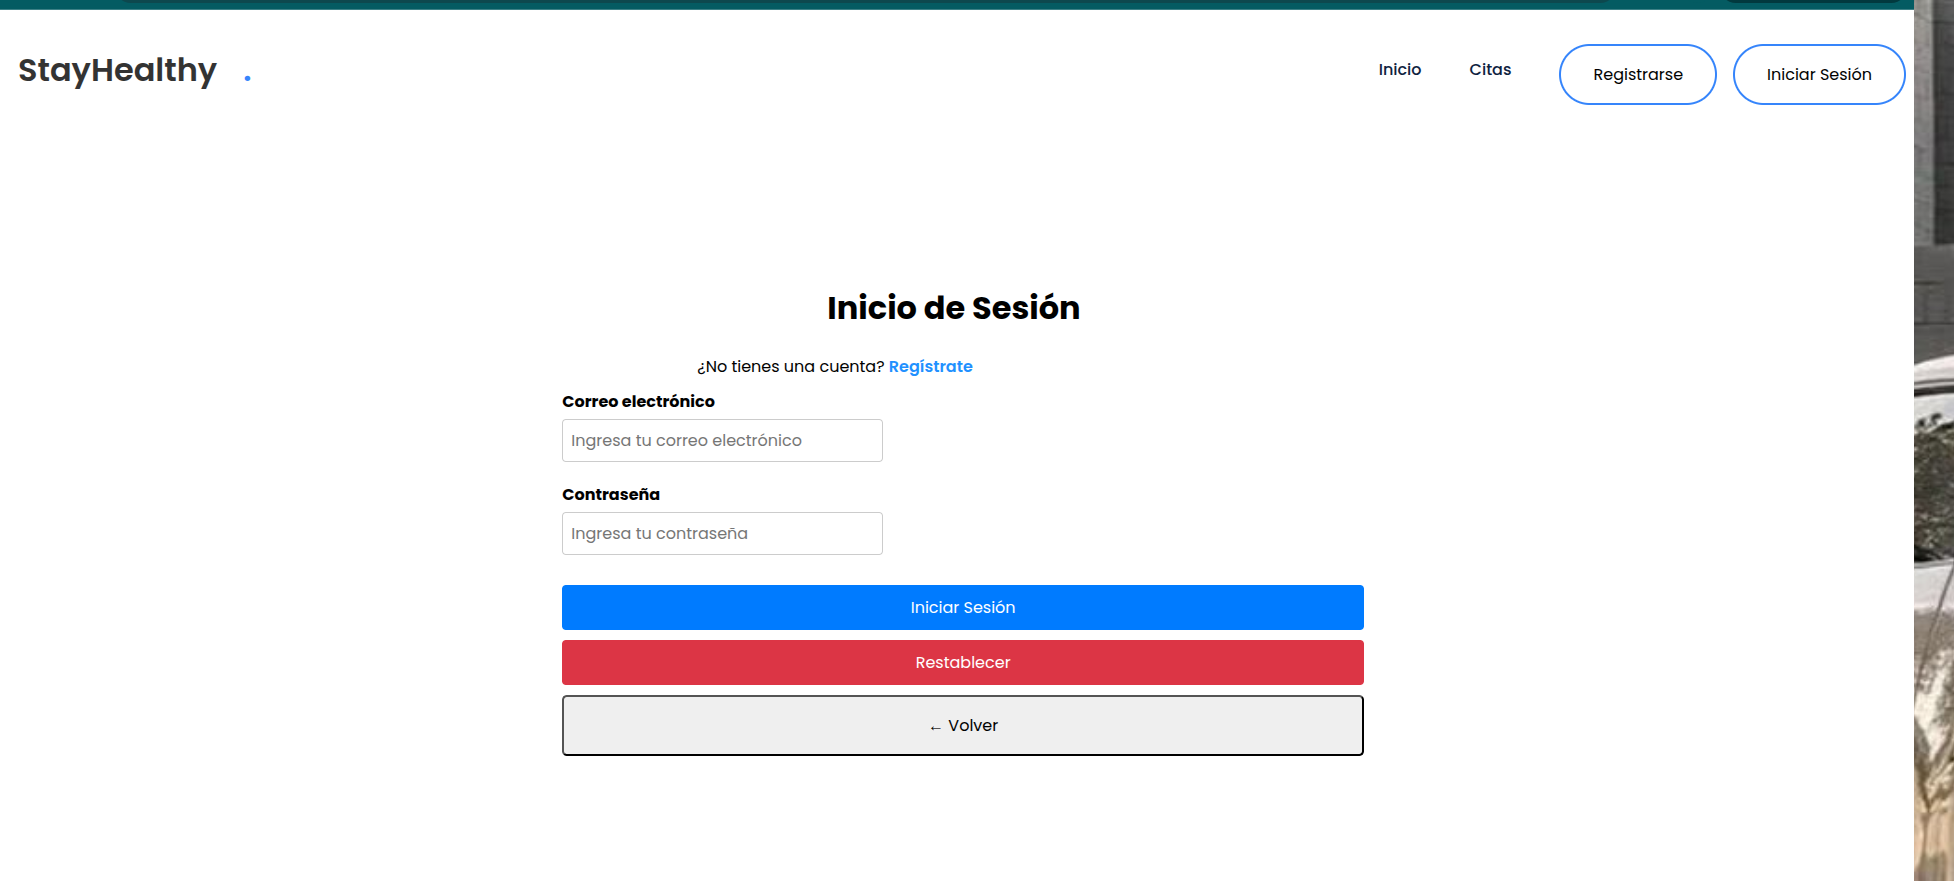 StayHealthy .
Inicio
Citas
Registrarse
Iniciar Sesión
Inicio de Sesión
¿No tienes una cuenta? Regístrate
Correo electrónico
Ingresa tu correo electrónico
Contraseña
Ingresa tu contraseña
Iniciar Sesión
Restablecer
← Volver